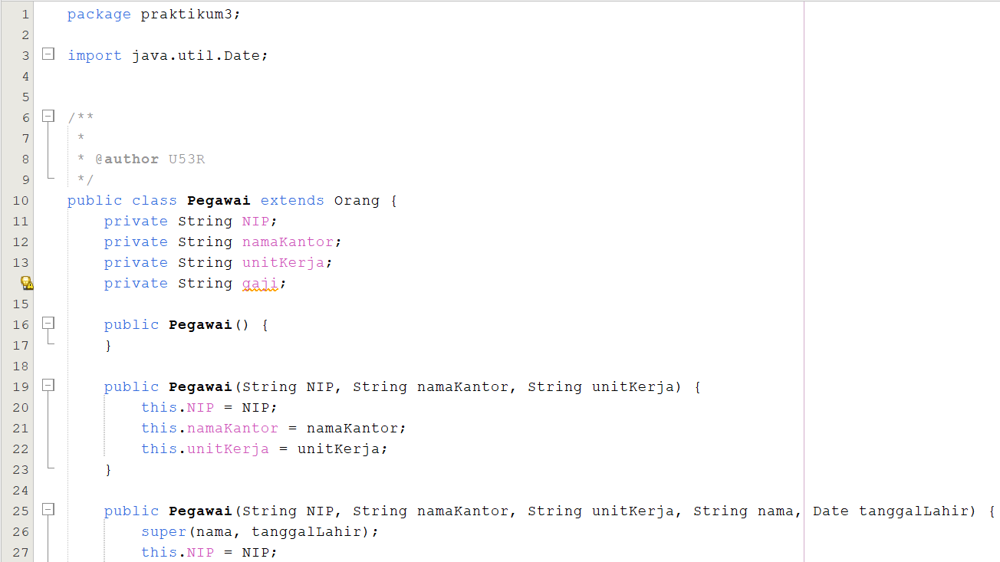 1 package praktikum3;
2
3 import java.util.Date;
4
5
6 /**
7 *
8 * @author U53R
9 */
10 public class Pegawai extends Orang {
11 private String NIP;
12 private String namaKantor;
13 private String unitKerja;
private String gaji;
15
16 public Pegawai() {
17 }
18
19 public Pegawai(String NIP, String namaKantor, String unitKerja) {
20 this.NIP = NIP;
21 this.namaKantor = namaKantor;
22 this.unitKerja = unitKerja;
23 }
24
25 public Pegawai(String NIP, String namaKantor, String unitKerja, String nama, Date tanggalLahir) {
26 super(nama, tanggalLahir);
27 this.NIP = NIP;